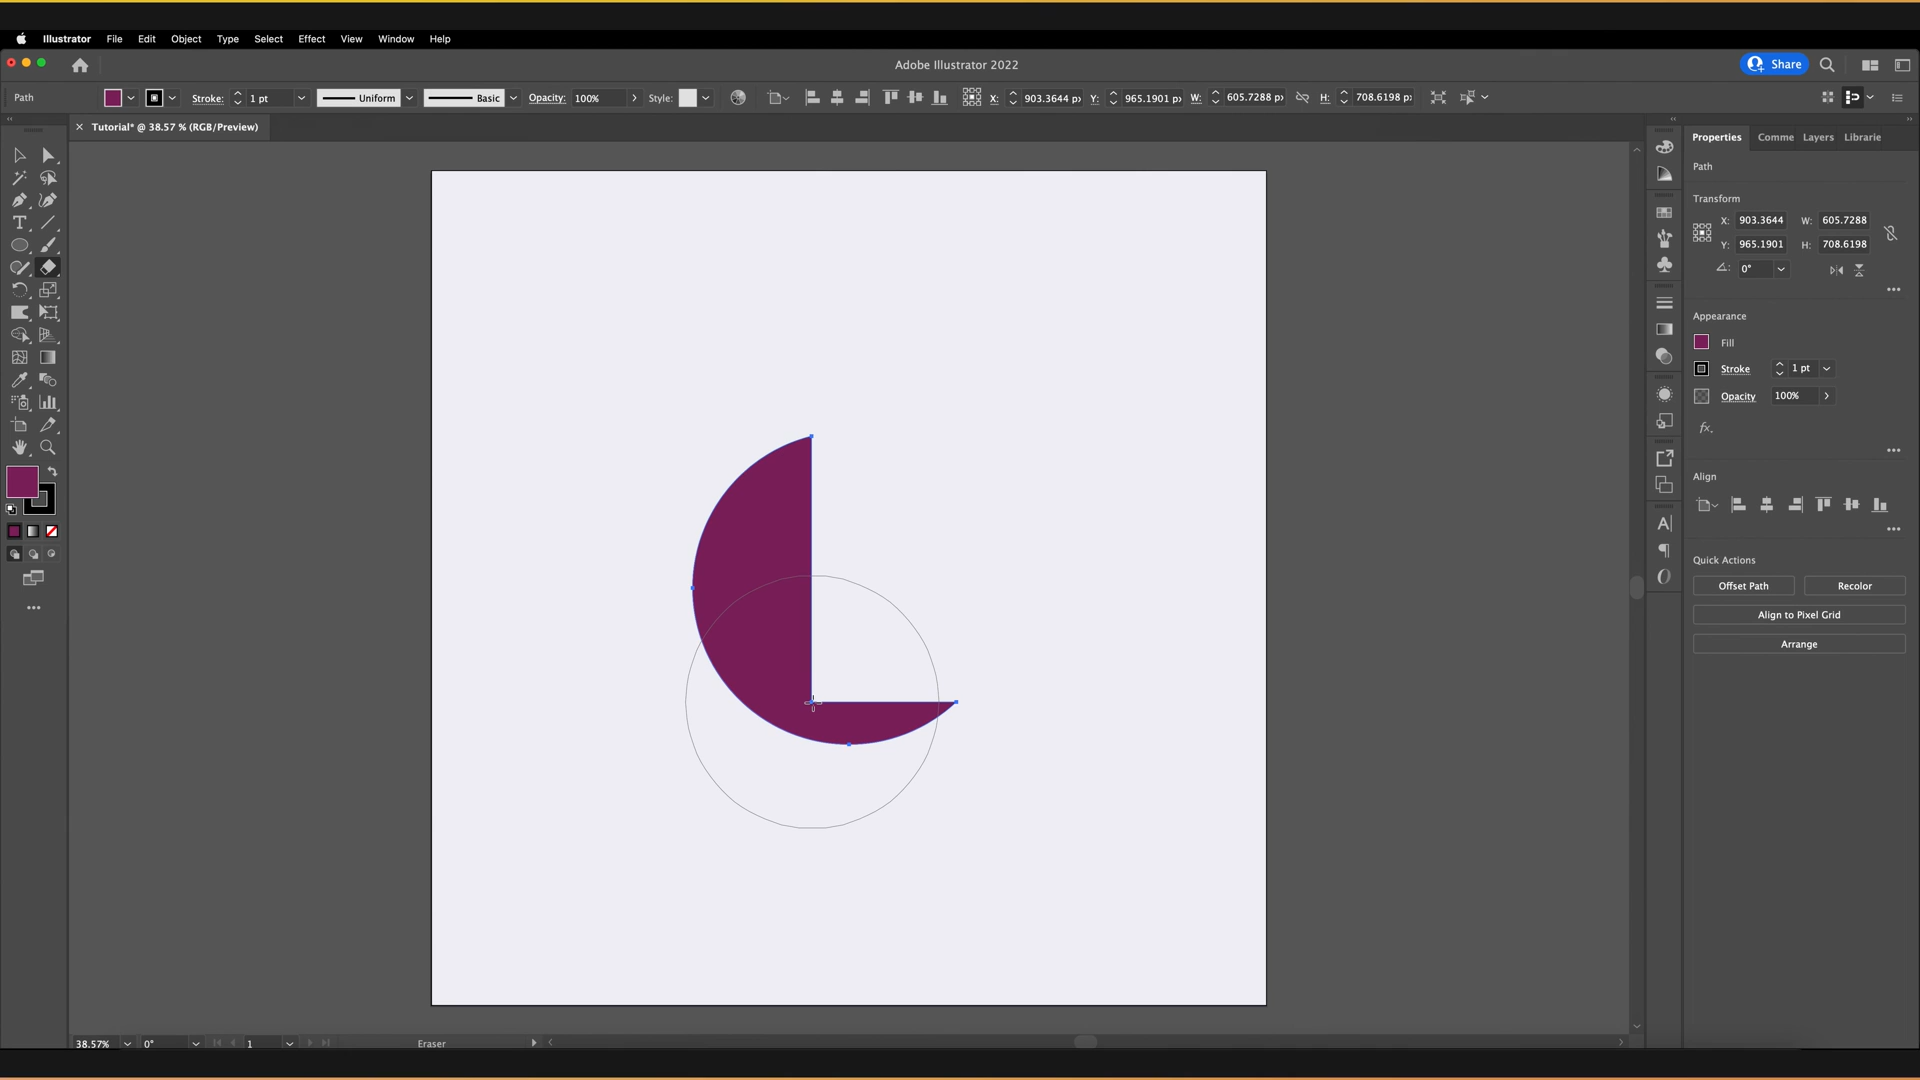 Illustrator File Edit Object Type Select Effect View Window Help
Adobe Illustrator 2022
Share
Path Stroke: 1 pt Uniform Basic Opacity: 100% Style: X: 903.3644 px Y: 965.1901 px W: 605.7288 px H: 708.6198 px
× Tutorial* @ 38.57 % (RGB/Preview)
Properties Comme Layers Librarie
Path
Transform
X: 903.3644 W: 605.7288
Y: 965.1901 H: 708.6198
0°
Appearance
Fill
Stroke 1 pt
Opacity 100%
fx
Align
Quick Actions
Offset Path Recolor
Align to Pixel Grid
Arrange
38.57% 0° 1 Eraser